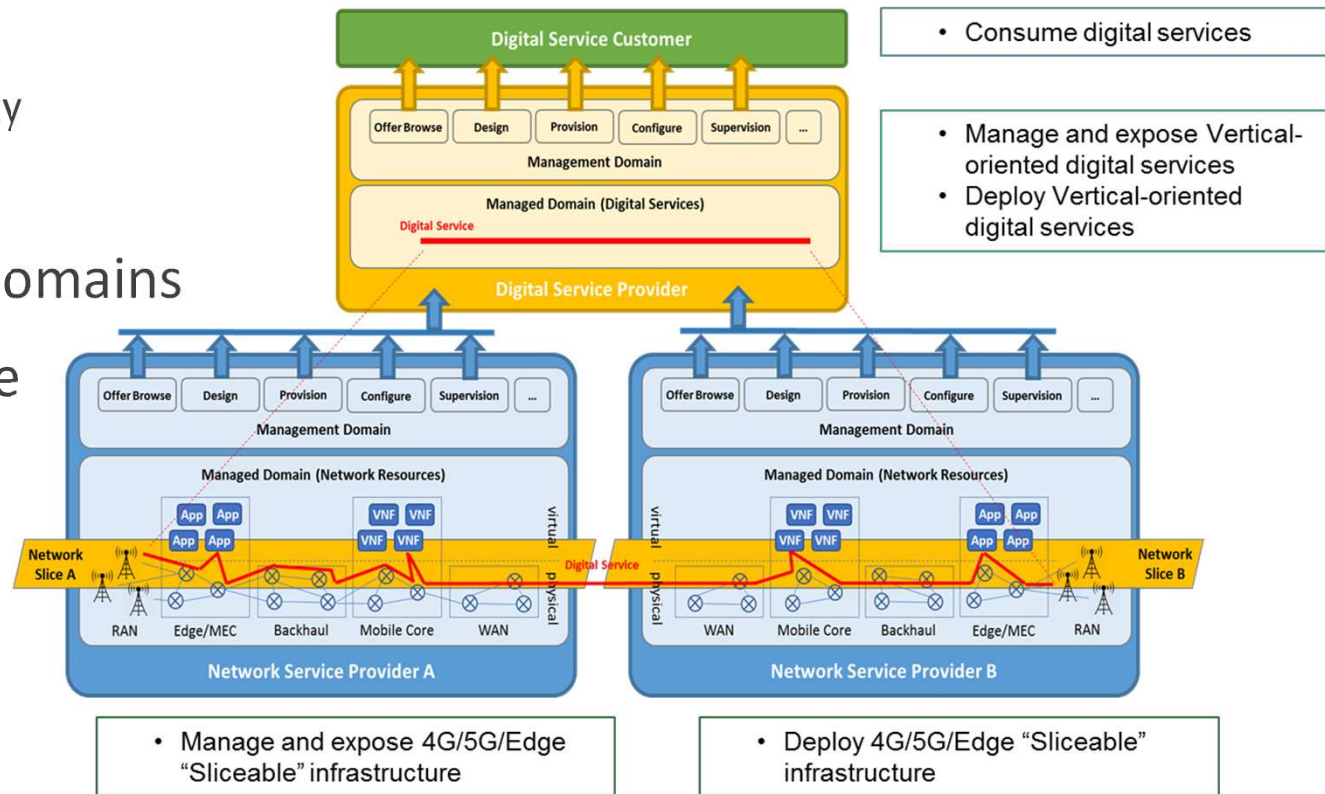 Digital Service Customer
• Consume digital services
ty
Offer Browse
Design
Provision
Configure
Supervision
...
Management Domain
• Manage and expose Vertical-
oriented digital services
• Deploy Vertical-oriented
digital services
Managed Domain (Digital Services)
Digital Service
omains
Digital Service Provider
e
Offer Browse
Design
Provision
Configure
Supervision
...
Management Domain
Managed Domain (Network Resources)
App App
App App
VNF VNF
VNF VNF
virtual
physical
Network
Slice A
RAN
Edge/MEC
Backhaul
Mobile Core
WAN
Network Service Provider A
Digital Service
Offer Browse
Design
Provision
Configure
Supervision
...
Management Domain
Managed Domain (Network Resources)
virtual
physical
VNF VNF
VNF VNF
App App
App App
Network
Slice B
WAN
Mobile Core
Backhaul
Edge/MEC
RAN
Network Service Provider B
• Manage and expose 4G/5G/Edge
“Sliceable” infrastructure
• Deploy 4G/5G/Edge “Sliceable”
infrastructure